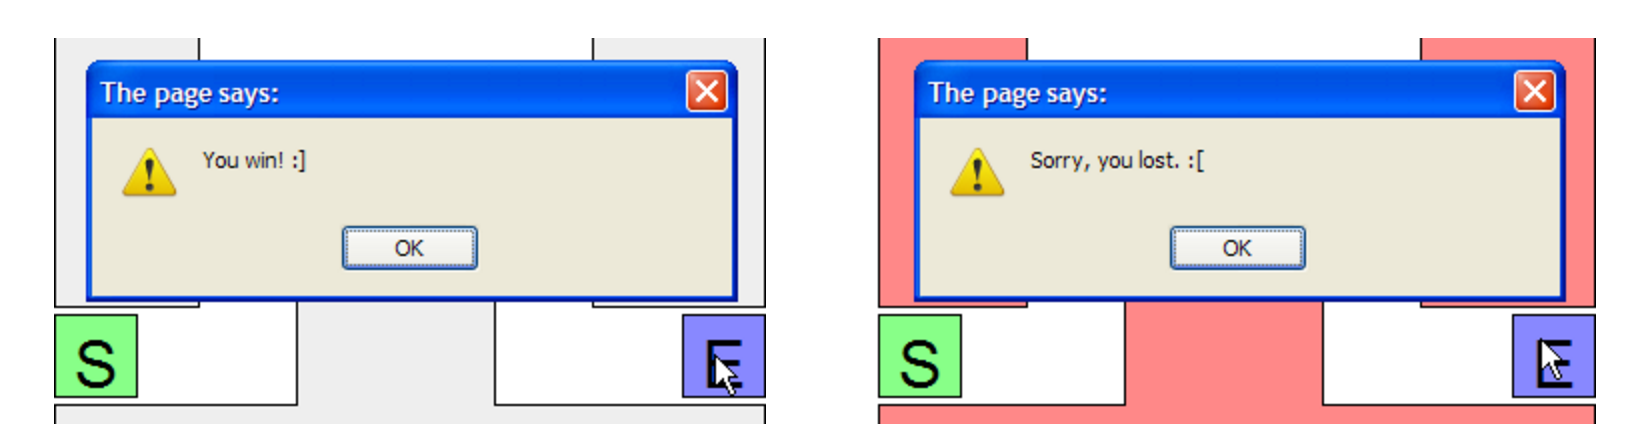 The page says:
You win! :]
OK
S
E
The page says:
Sorry, you lost. :[
OK
S
E